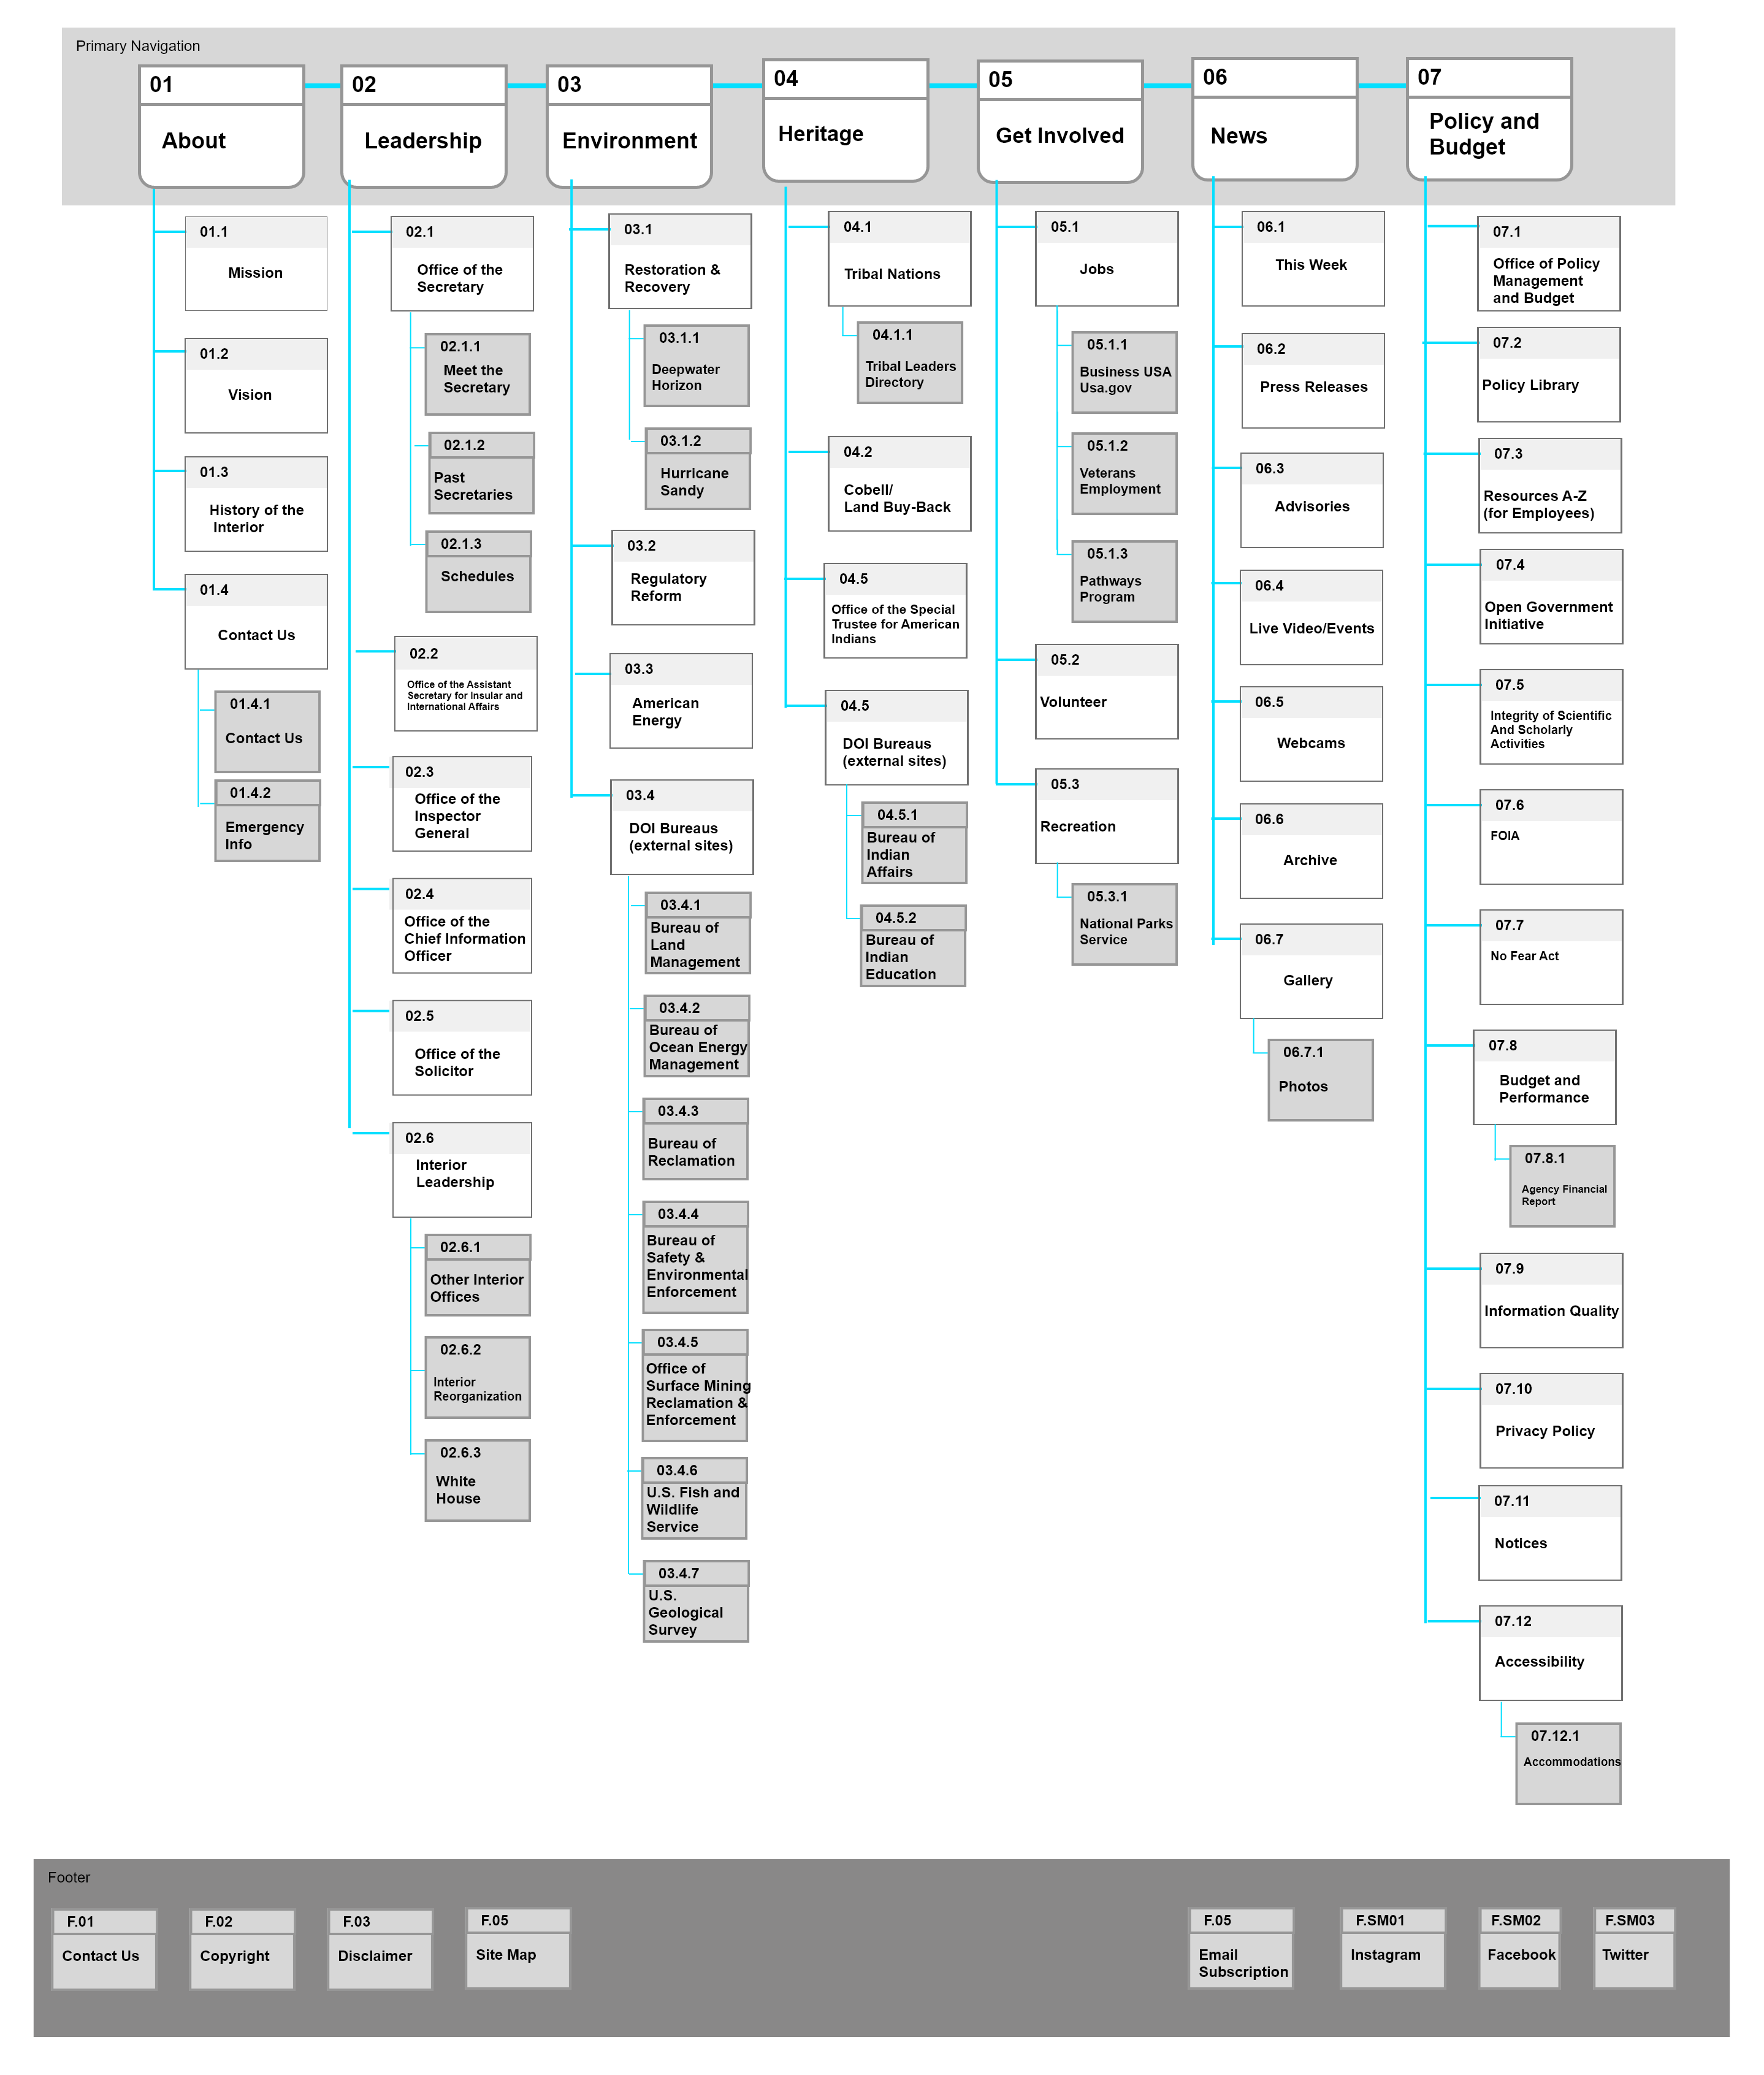 Primary Navigation
01
About
02
Leadership
03
Environment
04
Heritage
05
Get Involved
06
News
07
Policy and
Budget
01.1
Mission
01.2
Vision
01.3
History of the
Interior
01.4
Contact Us
01.4.1
Contact Us
01.4.2
Emergency
Info
02.1
Office of the
Secretary
02.1.1
Meet the
Secretary
02.1.2
Past
Secretaries
02.1.3
Schedules
02.2
Office of the Assistant
Secretary for Insular and
International Affairs
02.3
Office of the
Inspector
General
02.4
Office of the
Chief Information
Officer
02.5
Office of the
Solicitor
02.6
Interior
Leadership
02.6.1
Other Interior
Offices
02.6.2
Interior
Reorganization
02.6.3
White
House
03.1
Restoration &
Recovery
03.1.1
Deepwater
Horizon
03.1.2
Hurricane
Sandy
03.2
Regulatory
Reform
03.3
American
Energy
03.4
DOI Bureaus
(external sites)
03.4.1
Bureau of
Land
Management
03.4.2
Bureau of
Ocean Energy
Management
03.4.3
Bureau of
Reclamation
03.4.4
Bureau of
Safety &
Environmental
Enforcement
03.4.5
Office of
Surface Mining
Reclamation &
Enforcement
03.4.6
U.S. Fish and
Wildlife
Service
03.4.7
U.S.
Geological
Survey
04.1
Tribal Nations
04.1.1
Tribal Leaders
Directory
04.2
Cobell/
Land Buy-Back
04.5
Office of the Special
Trustee for American
Indians
04.5
DOI Bureaus
(external sites)
04.5.1
Bureau of
Indian
Affairs
04.5.2
Bureau of
Indian
Education
05.1
Jobs
05.1.1
Business USA
Usa.gov
05.1.2
Veterans
Employment
05.1.3
Pathways
Program
05.2
Volunteer
05.3
Recreation
05.3.1
National Parks
Service
06.1
This Week
06.2
Press Releases
06.3
Advisories
06.4
Live Video/Events
06.5
Webcams
06.6
Archive
06.7
Gallery
06.7.1
Photos
07.1
Office of Policy
Management
and Budget
07.2
Policy Library
07.3
Resources A-Z
(for Employees)
07.4
Open Government
Initiative
07.5
Integrity of Scientific
And Scholarly
Activities
07.6
FOIA
07.7
No Fear Act
07.8
Budget and
Performance
07.8.1
Agency Financial
Report
07.9
Information Quality
07.10
Privacy Policy
07.11
Notices
07.12
Accessibility
07.12.1
Accommodations
Footer
F.01
Contact Us
F.02
Copyright
F.03
Disclaimer
F.05
Site Map
F.05
Email
Subscription
F.SM01
Instagram
F.SM02
Facebook
F.SM03
Twitter